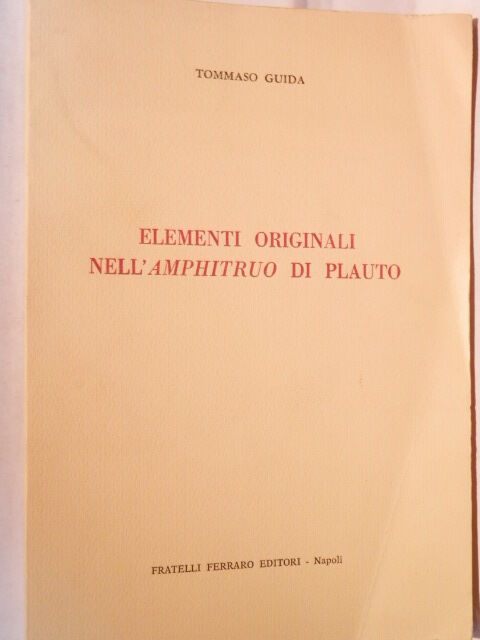 TOMMASO GUIDA
ELEMENTI ORIGINALI
NELL'AMPHITRUO DI PLAUTO
FRATELLI FERRARO EDITORI - Napoli